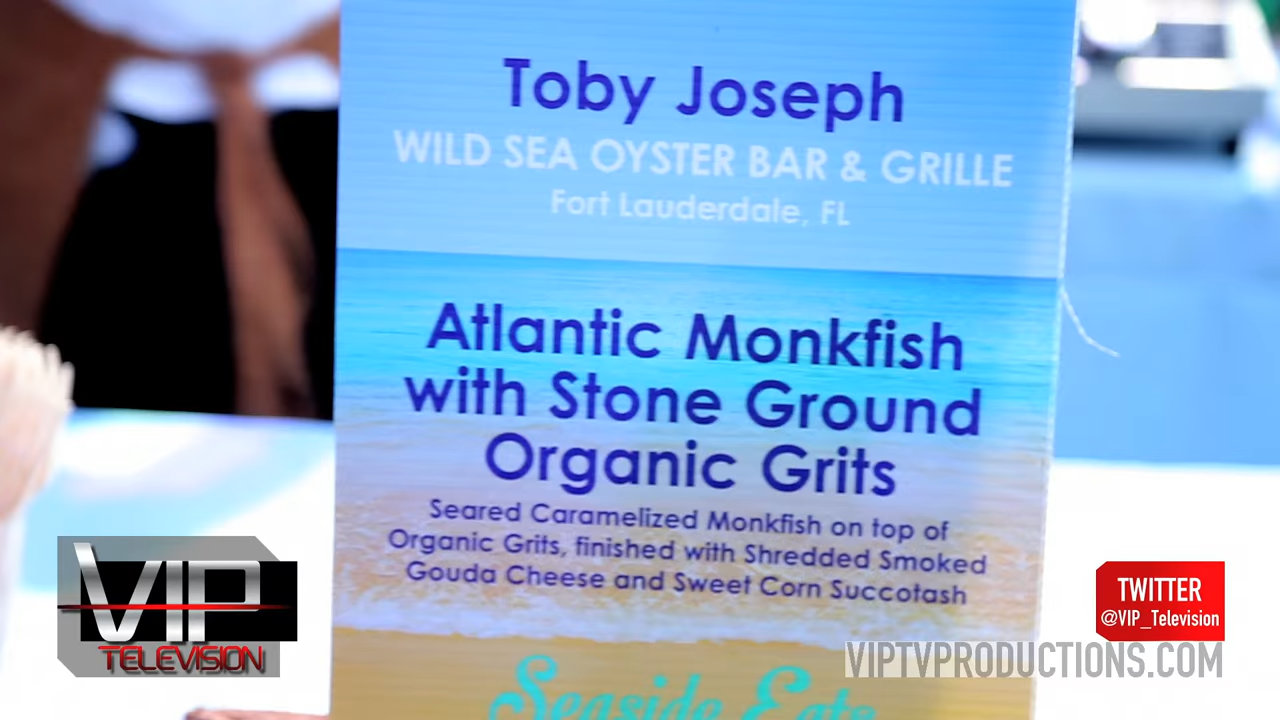 Toby Joseph
WILD SEA OYSTER BAR & GRILLE
Fort Lauderdale, FL
Atlantic Monkfish
with Stone Ground
Organic Grits
Seared Caramelized Monkfish on top of
Organic Grits, finished with Shredded Smoked
Gouda Cheese and Sweet Corn Succotash
Seaside Eats
VIP
TELEVISION
TWITTER
@VIP_Television
VIPTVPRODUCTIONS.COM